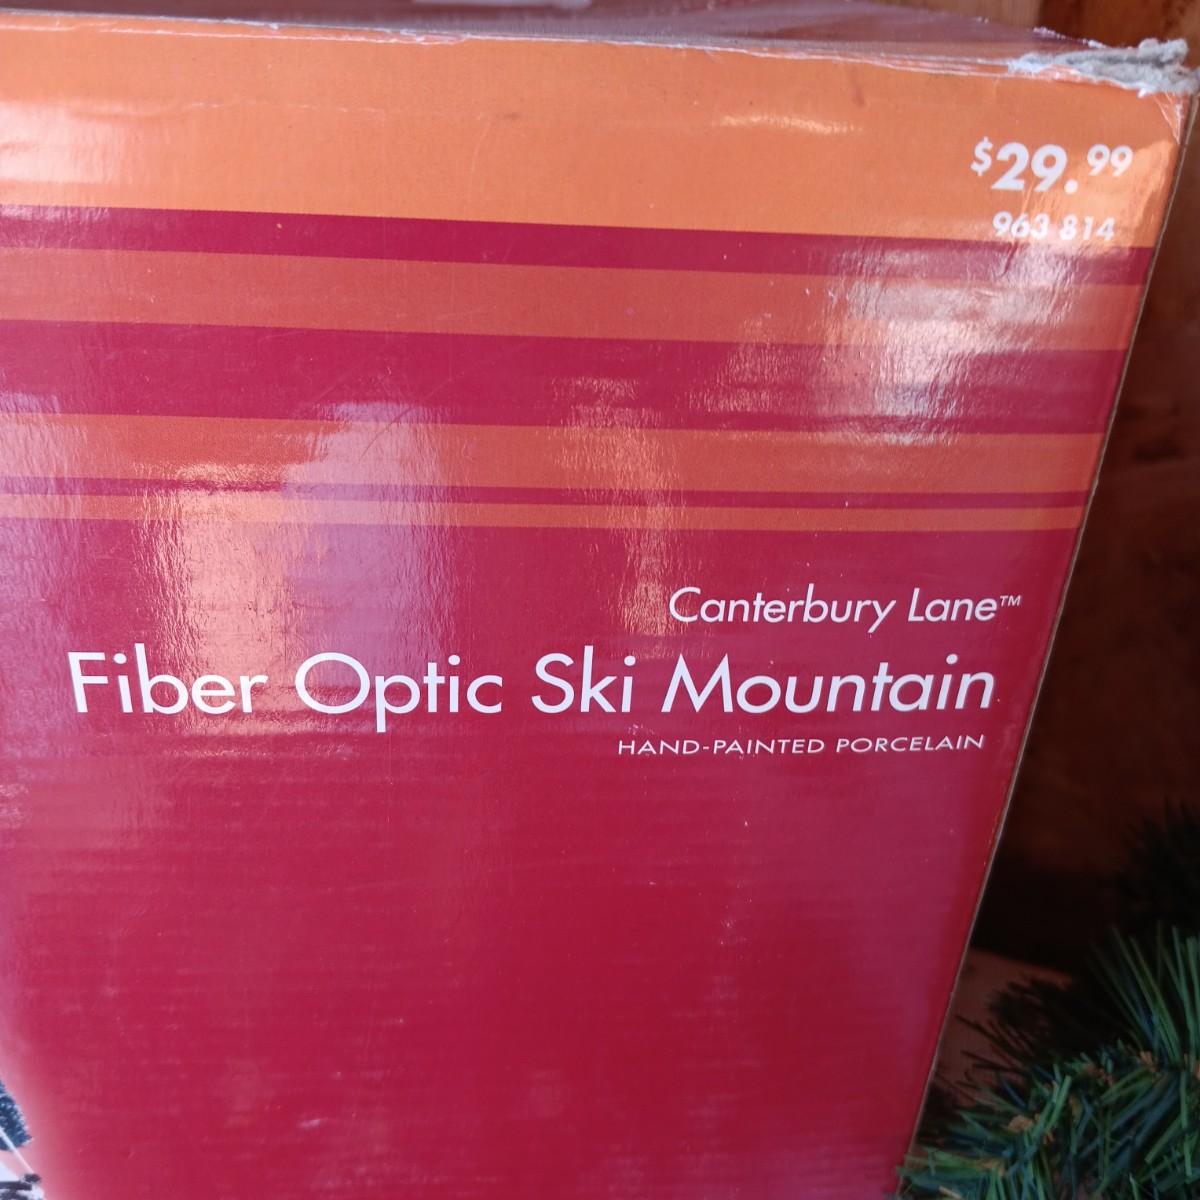 $29.99
963 814
Canterbury Lane™
Fiber Optic Ski Mountain
HAND-PAINTED PORCELAIN